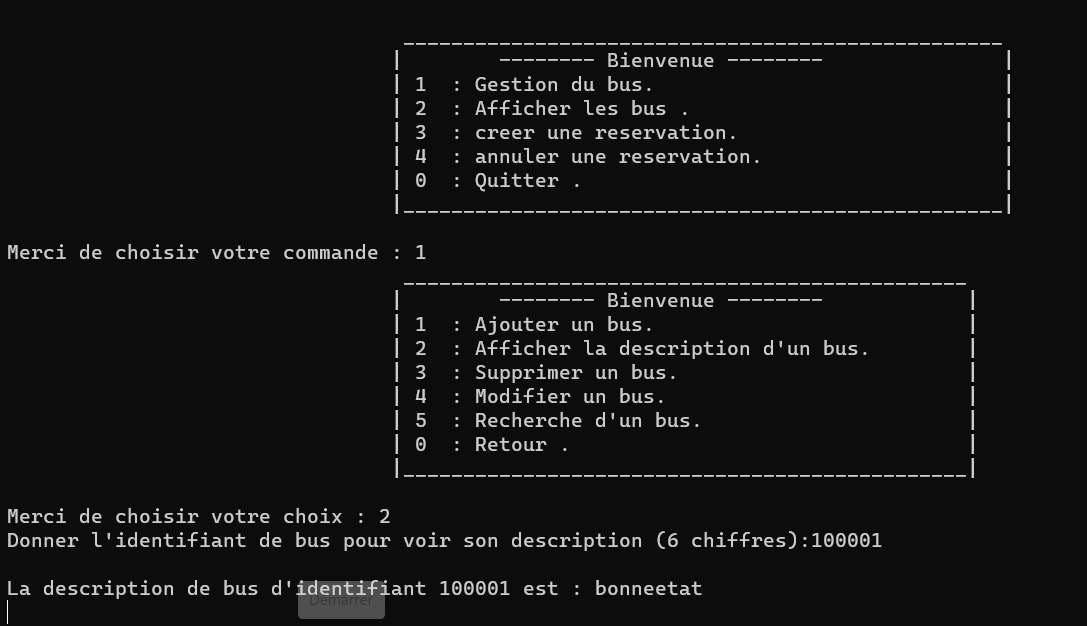 -------- Bienvenue --------
1 : Gestion du bus.
2 : Afficher les bus .
3 : creer une reservation.
4 : annuler une reservation.
0 : Quitter .
Merci de choisir votre commande : 1
-------- Bienvenue --------
1 : Ajouter un bus.
2 : Afficher la description d'un bus.
3 : Supprimer un bus.
4 : Modifier un bus.
5 : Recherche d'un bus.
0 : Retour .
Merci de choisir votre choix : 2
Donner l'identifiant de bus pour voir son description (6 chiffres):100001
La description de bus d'identifiant 100001 est : bonneetat
Démarrer